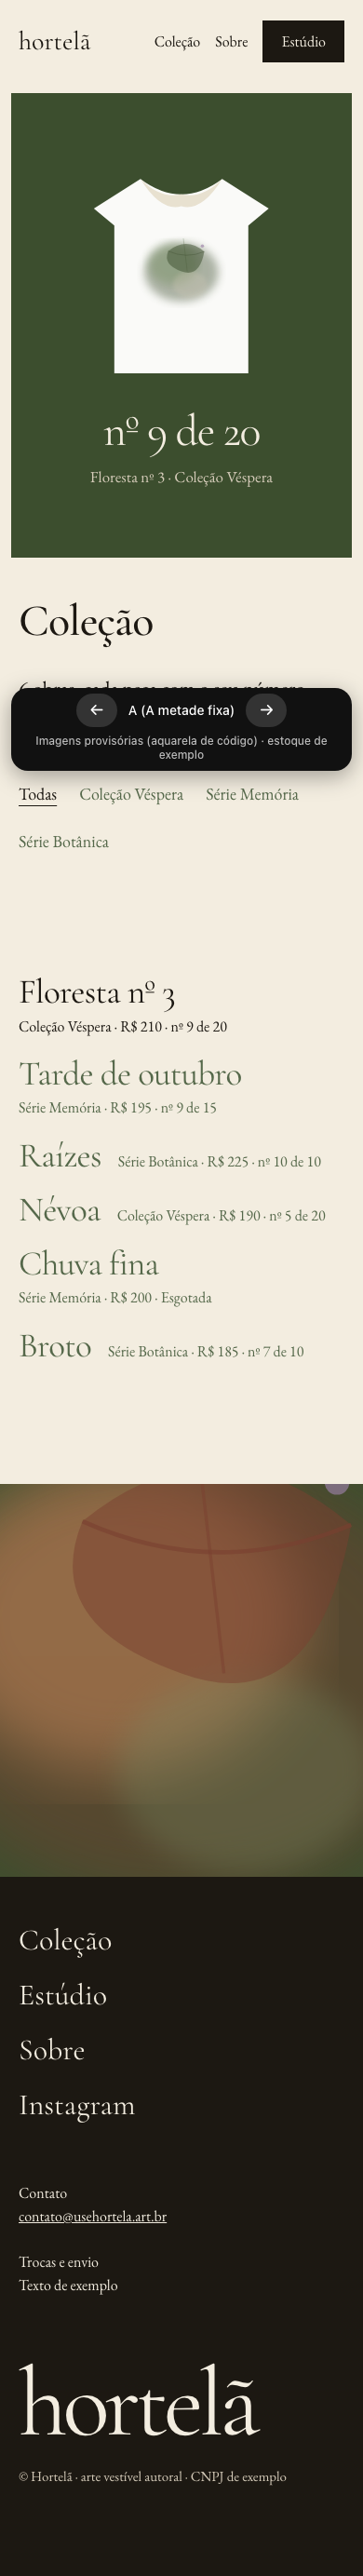 hortelã
Coleção Sobre Estúdio
nº 9 de 20
Floresta nº 3 · Coleção Véspera
Coleção
A (A metade fixa)
Imagens provisórias (aquarela de código) · estoque de
exemplo
Todas Coleção Véspera Série Memória
Série Botânica
Floresta nº 3
Coleção Véspera · R$ 210 · nº 9 de 20
Tarde de outubro
Série Memória · R$ 195 · nº 9 de 15
Raízes Série Botânica · R$ 225 · nº 10 de 10
Névoa Coleção Véspera · R$ 190 · nº 5 de 20
Chuva fina
Série Memória · R$ 200 · Esgotada
Broto Série Botânica · R$ 185 · nº 7 de 10
Coleção
Estúdio
Sobre
Instagram
Contato
contato@usehortela.art.br
Trocas e envio
Texto de exemplo
hortelã
© Hortelã · arte vestível autoral · CNPJ de exemplo